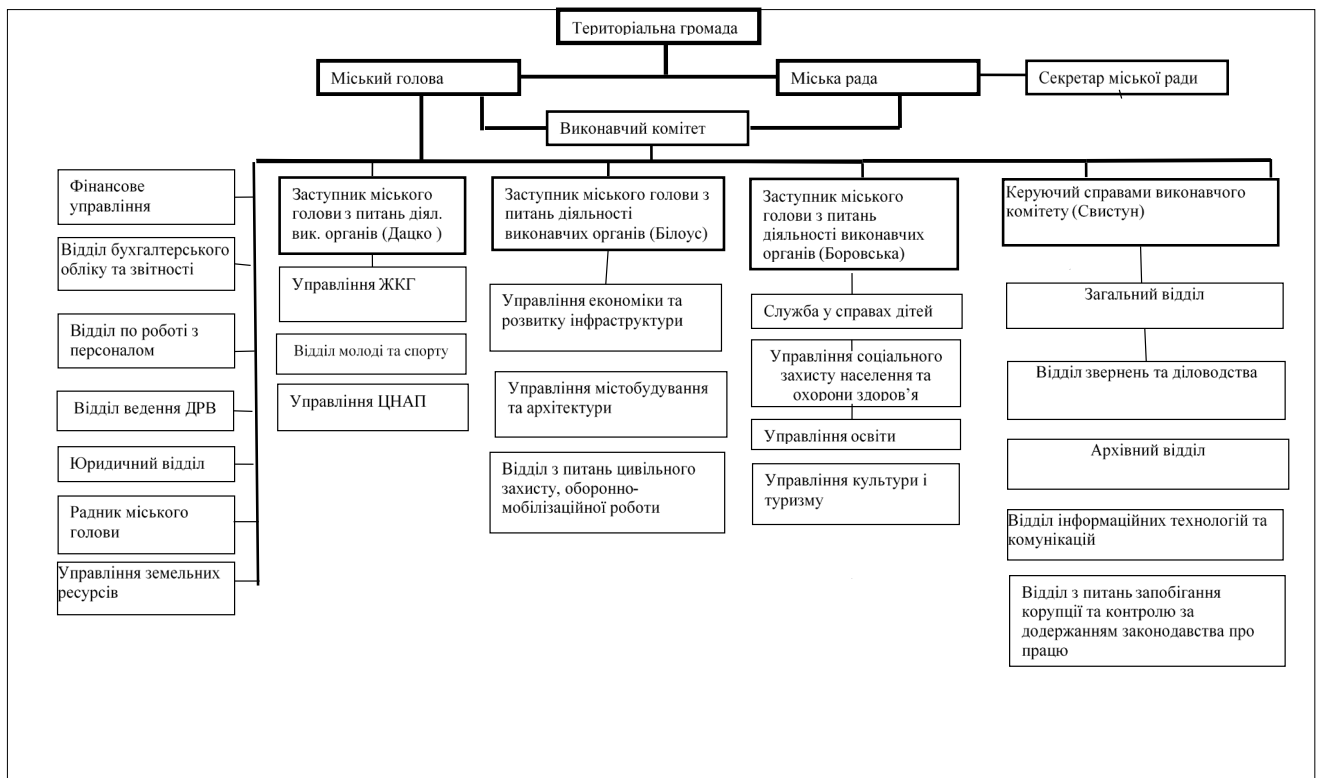 Територіальна громада
Міський голова
Міська рада
Секретар міської ради
Виконавчий комітет
Фінансове
управління
Відділ бухгалтерського
обліку та звітності
Відділ по роботі з
персоналом
Відділ ведення ДРВ
Юридичний відділ
Радник міського
голови
Управління земельних
ресурсів
Заступник міського
голови з питань діял.
вик. органів (Дацко )
Управління ЖКГ
Відділ молоді та спорту
Управління ЦНАП
Заступник міського голови з
питань діяльності
виконавчих органів (Білоус)
Управління економіки та
розвитку інфраструктури
Управління містобудування
та архітектури
Відділ з питань цивільного
захисту, оборонно-
мобілізаційної роботи
Заступник міського
голови з питань
діяльності виконавчих
органів (Боровська)
Служба у справах дітей
Управління соціального
захисту населення та
охорони здоров’я
Управління освіти
Управління культури і
туризму
Керуючий справами виконавчого
комітету (Свистун)
Загальний відділ
Відділ звернень та діловодства
Архівний відділ
Відділ інформаційних технологій та
комунікацій
Відділ з питань запобігання
корупції та контролю за
додержанням законодавства про
працю